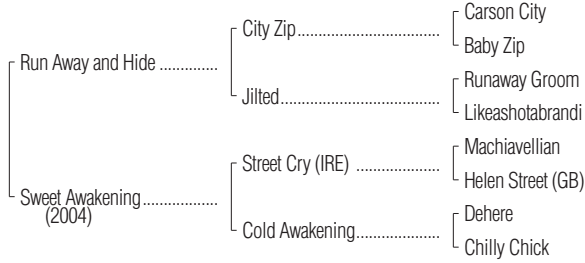 Carson City
City Zip
Baby Zip
Run Away and Hide
Runaway Groom
Jilted
Likeashotabrandi
Machiavellian
Street Cry (IRE)
Helen Street (GB)
Sweet Awakening
(2004)
Dehere
Cold Awakening
Chilly Chick